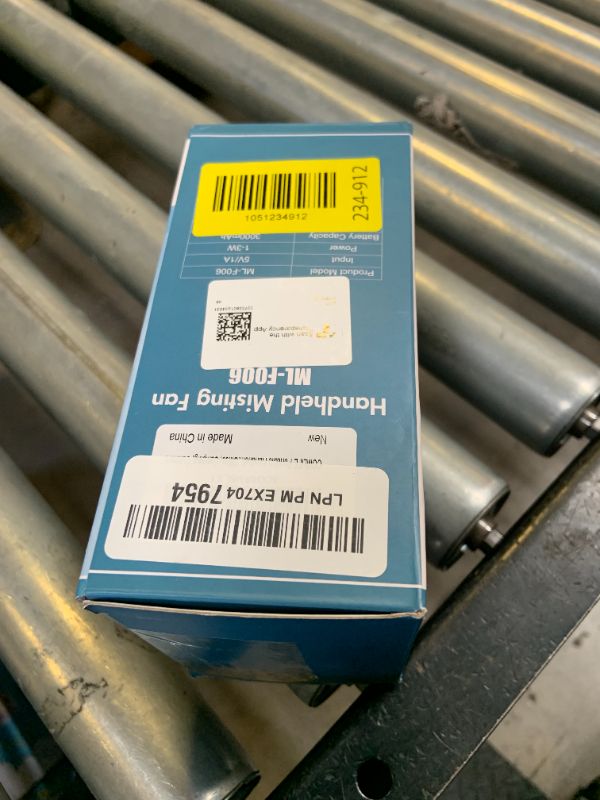 LPN PM EX704 7954
New
Made in China
Handheld Misting Fan
ML-F006
Scan with the
Transparency App
Product Model ML-F006
Input 5V/1A
Power 1-3W
Battery Capacity 3000mAh
1051234912
234-912